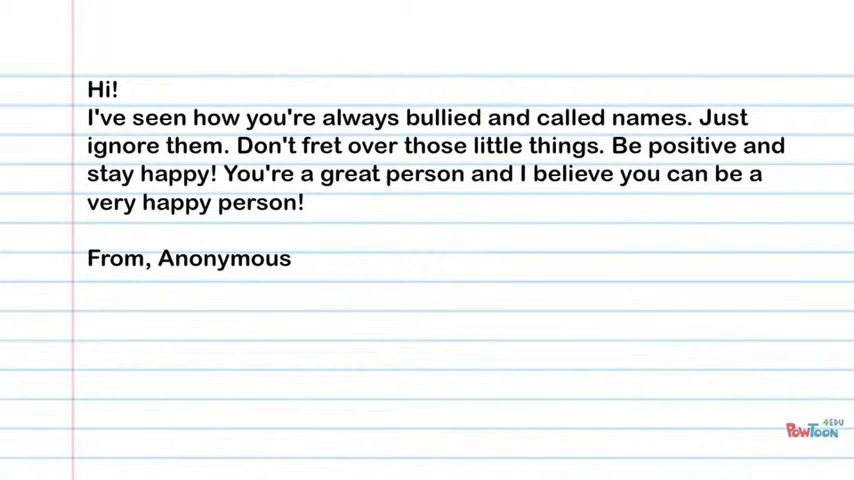 Hi!
I've seen how you're always bullied and called names. Just
ignore them. Don't fret over those little things. Be positive and
stay happy! You're a great person and I believe you can be a
very happy person!
From, Anonymous
4EDU
POWTOON